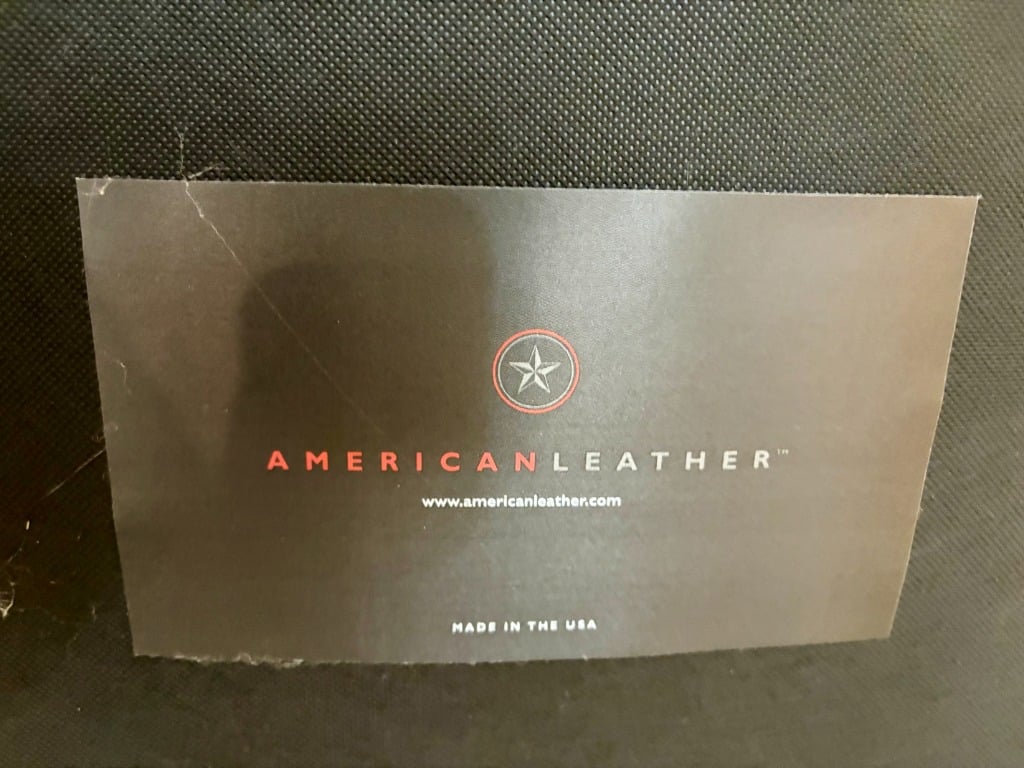 AMERICANLEATHER™
www.americanleather.com
MADE IN THE USA